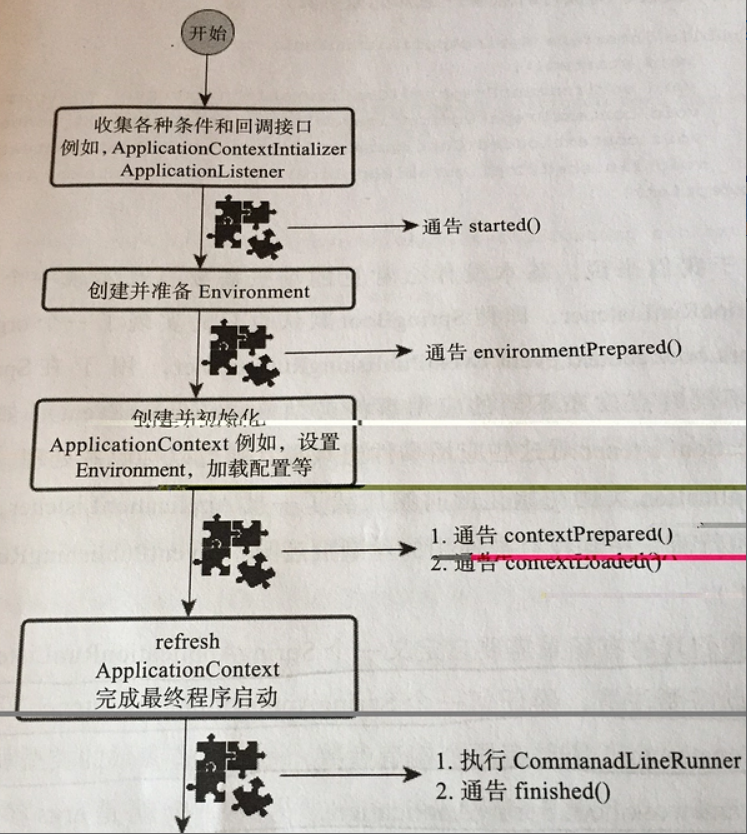 开始
收集各种条件和回调接口
例如，ApplicationContextIntializer
ApplicationListener
通告 started()
创建并准备 Environment
通告 environmentPrepared()
创建并初始化
ApplicationContext 例如，设置
Environment，加载配置等
1. 通告 contextPrepared()
2. 通告 contextLoaded()
refresh
ApplicationContext
完成最终程序启动
1. 执行 CommanadLineRunner
2. 通告 finished()